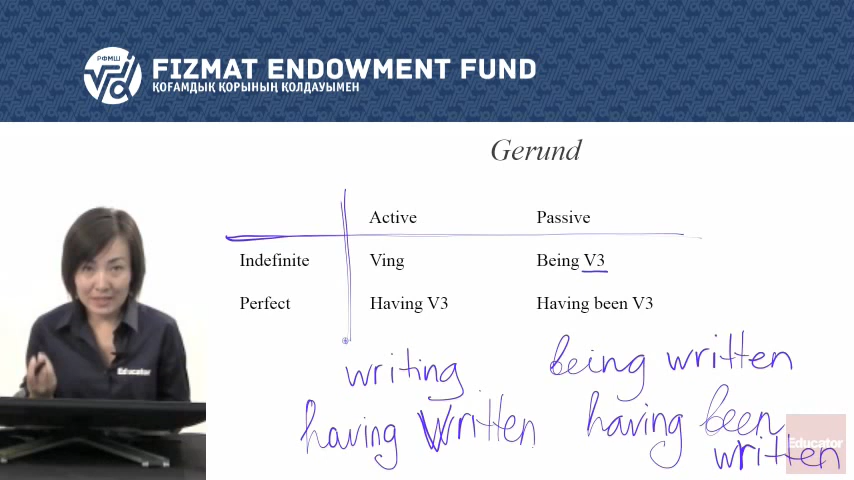 РФМШ
FIZMAT ENDOWMENT FUND
ҚОҒАМДЫҚ ҚОРЫНЫҢ ҚОЛДАУЫМЕН
Gerund
Active Passive
Indefinite Ving Being V3
Perfect Having V3 Having been V3
writing being written
having written having been
written
Educator
Educator